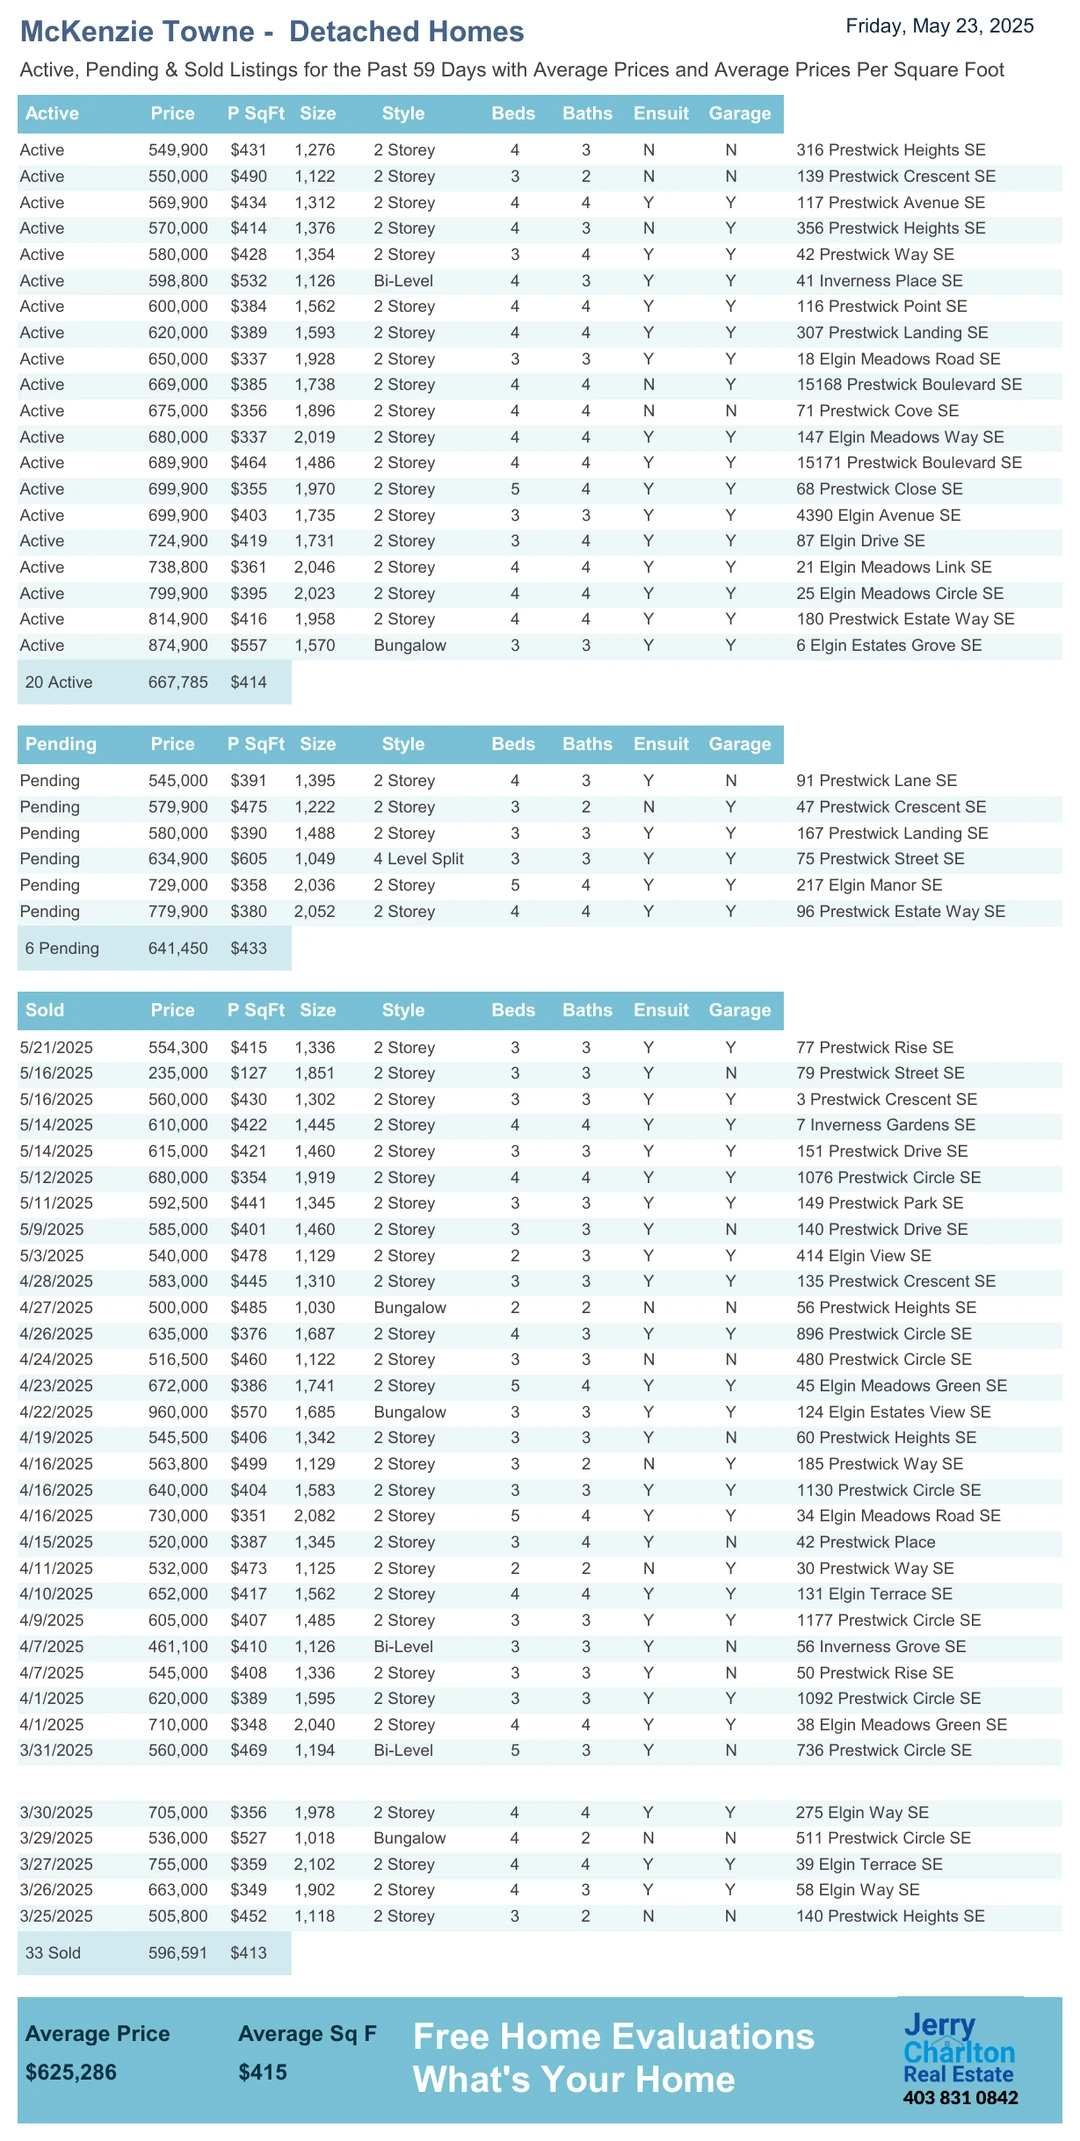 McKenzie Towne - Detached Homes
Friday, May 23, 2025
Active, Pending & Sold Listings for the Past 59 Days with Average Prices and Average Prices Per Square Foot
Active Price P SqFt Size Style Beds Baths Ensuit Garage
Active 549,900 $431 1,276 2 Storey 4 3 N N 316 Prestwick Heights SE
Active 550,000 $490 1,122 2 Storey 3 2 N N 139 Prestwick Crescent SE
Active 569,900 $434 1,312 2 Storey 4 4 Y Y 117 Prestwick Avenue SE
Active 570,000 $414 1,376 2 Storey 4 3 N Y 356 Prestwick Heights SE
Active 580,000 $428 1,354 2 Storey 3 4 Y Y 42 Prestwick Way SE
Active 598,800 $532 1,126 Bi-Level 4 3 Y Y 41 Inverness Place SE
Active 600,000 $384 1,562 2 Storey 4 4 Y Y 116 Prestwick Point SE
Active 620,000 $389 1,593 2 Storey 4 4 Y Y 307 Prestwick Landing SE
Active 650,000 $337 1,928 2 Storey 3 3 Y Y 18 Elgin Meadows Road SE
Active 669,000 $385 1,738 2 Storey 4 4 N Y 15168 Prestwick Boulevard SE
Active 675,000 $356 1,896 2 Storey 4 4 N N 71 Prestwick Cove SE
Active 680,000 $337 2,019 2 Storey 4 4 Y Y 147 Elgin Meadows Way SE
Active 689,900 $464 1,486 2 Storey 4 4 Y Y 15171 Prestwick Boulevard SE
Active 699,900 $355 1,970 2 Storey 5 4 Y Y 68 Prestwick Close SE
Active 699,900 $403 1,735 2 Storey 3 3 Y Y 4390 Elgin Avenue SE
Active 724,900 $419 1,731 2 Storey 3 4 Y Y 87 Elgin Drive SE
Active 738,800 $361 2,046 2 Storey 4 4 Y Y 21 Elgin Meadows Link SE
Active 799,900 $395 2,023 2 Storey 4 4 Y Y 25 Elgin Meadows Circle SE
Active 814,900 $416 1,958 2 Storey 4 4 Y Y 180 Prestwick Estate Way SE
Active 874,900 $557 1,570 Bungalow 3 3 Y Y 6 Elgin Estates Grove SE
20 Active 667,785 $414
Pending Price P SqFt Size Style Beds Baths Ensuit Garage
Pending 545,000 $391 1,395 2 Storey 4 3 Y N 91 Prestwick Lane SE
Pending 579,900 $475 1,222 2 Storey 3 2 N Y 47 Prestwick Crescent SE
Pending 580,000 $390 1,488 2 Storey 3 3 Y Y 167 Prestwick Landing SE
Pending 634,900 $605 1,049 4 Level Split 3 3 Y Y 75 Prestwick Street SE
Pending 729,000 $358 2,036 2 Storey 5 4 Y Y 217 Elgin Manor SE
Pending 779,900 $380 2,052 2 Storey 4 4 Y Y 96 Prestwick Estate Way SE
6 Pending 641,450 $433
Sold Price P SqFt Size Style Beds Baths Ensuit Garage
5/21/2025 554,300 $415 1,336 2 Storey 3 3 Y Y 77 Prestwick Rise SE
5/16/2025 235,000 $127 1,851 2 Storey 3 3 Y N 79 Prestwick Street SE
5/16/2025 560,000 $430 1,302 2 Storey 3 3 Y Y 3 Prestwick Crescent SE
5/14/2025 610,000 $422 1,445 2 Storey 4 4 Y Y 7 Inverness Gardens SE
5/14/2025 615,000 $421 1,460 2 Storey 3 3 Y Y 151 Prestwick Drive SE
5/12/2025 680,000 $354 1,919 2 Storey 4 4 Y Y 1076 Prestwick Circle SE
5/11/2025 592,500 $441 1,345 2 Storey 3 3 Y Y 149 Prestwick Park SE
5/9/2025 585,000 $401 1,460 2 Storey 3 3 Y N 140 Prestwick Drive SE
5/3/2025 540,000 $478 1,129 2 Storey 2 3 Y Y 414 Elgin View SE
4/28/2025 583,000 $445 1,310 2 Storey 3 3 Y Y 135 Prestwick Crescent SE
4/27/2025 500,000 $485 1,030 Bungalow 2 2 N N 56 Prestwick Heights SE
4/26/2025 635,000 $376 1,687 2 Storey 4 3 Y Y 896 Prestwick Circle SE
4/24/2025 516,500 $460 1,122 2 Storey 3 3 N N 480 Prestwick Circle SE
4/23/2025 672,000 $386 1,741 2 Storey 5 4 Y Y 45 Elgin Meadows Green SE
4/22/2025 960,000 $570 1,685 Bungalow 3 3 Y Y 124 Elgin Estates View SE
4/19/2025 545,500 $406 1,342 2 Storey 3 3 Y N 60 Prestwick Heights SE
4/16/2025 563,800 $499 1,129 2 Storey 3 2 N Y 185 Prestwick Way SE
4/16/2025 640,000 $404 1,583 2 Storey 3 3 Y Y 1130 Prestwick Circle SE
4/16/2025 730,000 $351 2,082 2 Storey 5 4 Y Y 34 Elgin Meadows Road SE
4/15/2025 520,000 $387 1,345 2 Storey 3 4 Y N 42 Prestwick Place
4/11/2025 532,000 $473 1,125 2 Storey 2 2 N Y 30 Prestwick Way SE
4/10/2025 652,000 $417 1,562 2 Storey 4 4 Y Y 131 Elgin Terrace SE
4/9/2025 605,000 $407 1,485 2 Storey 3 3 Y Y 1177 Prestwick Circle SE
4/7/2025 461,100 $410 1,126 Bi-Level 3 3 Y N 56 Inverness Grove SE
4/7/2025 545,000 $408 1,336 2 Storey 3 3 Y N 50 Prestwick Rise SE
4/1/2025 620,000 $389 1,595 2 Storey 3 3 Y Y 1092 Prestwick Circle SE
4/1/2025 710,000 $348 2,040 2 Storey 4 4 Y Y 38 Elgin Meadows Green SE
3/31/2025 560,000 $469 1,194 Bi-Level 5 3 Y N 736 Prestwick Circle SE
3/30/2025 705,000 $356 1,978 2 Storey 4 4 Y Y 275 Elgin Way SE
3/29/2025 536,000 $527 1,018 Bungalow 4 2 N N 511 Prestwick Circle SE
3/27/2025 755,000 $359 2,102 2 Storey 4 4 Y Y 39 Elgin Terrace SE
3/26/2025 663,000 $349 1,902 2 Storey 4 3 Y Y 58 Elgin Way SE
3/25/2025 505,800 $452 1,118 2 Storey 3 2 N N 140 Prestwick Heights SE
33 Sold 596,591 $413
Average Price Average Sq F
$625,286 $415
Free Home Evaluations
What's Your Home
Jerry
Charlton
Real Estate
403 831 0842